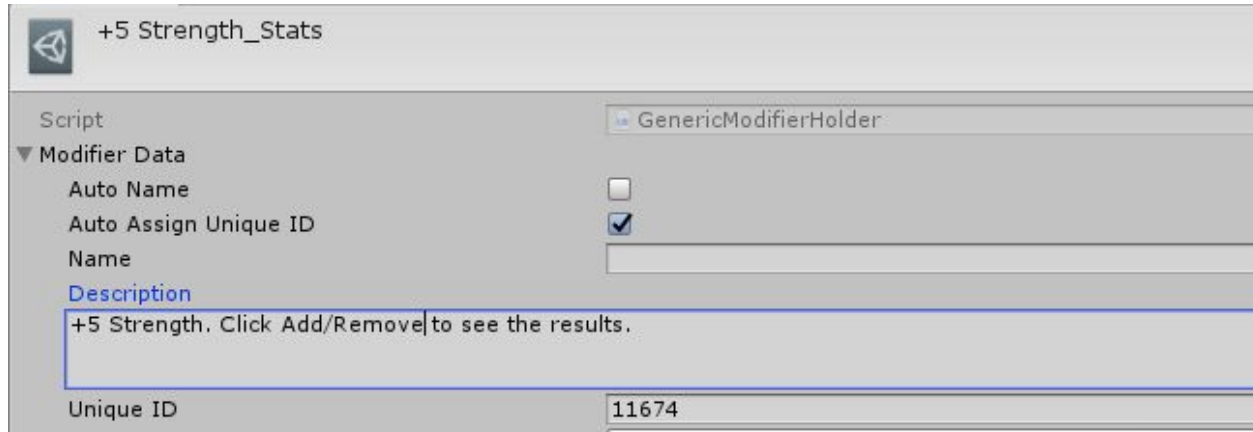 +5 Strength_Stats
Script GenericModifierHolder
Modifier Data
Auto Name
Auto Assign Unique ID
Name
Description
+5 Strength. Click Add/Remove to see the results.
Unique ID 11674